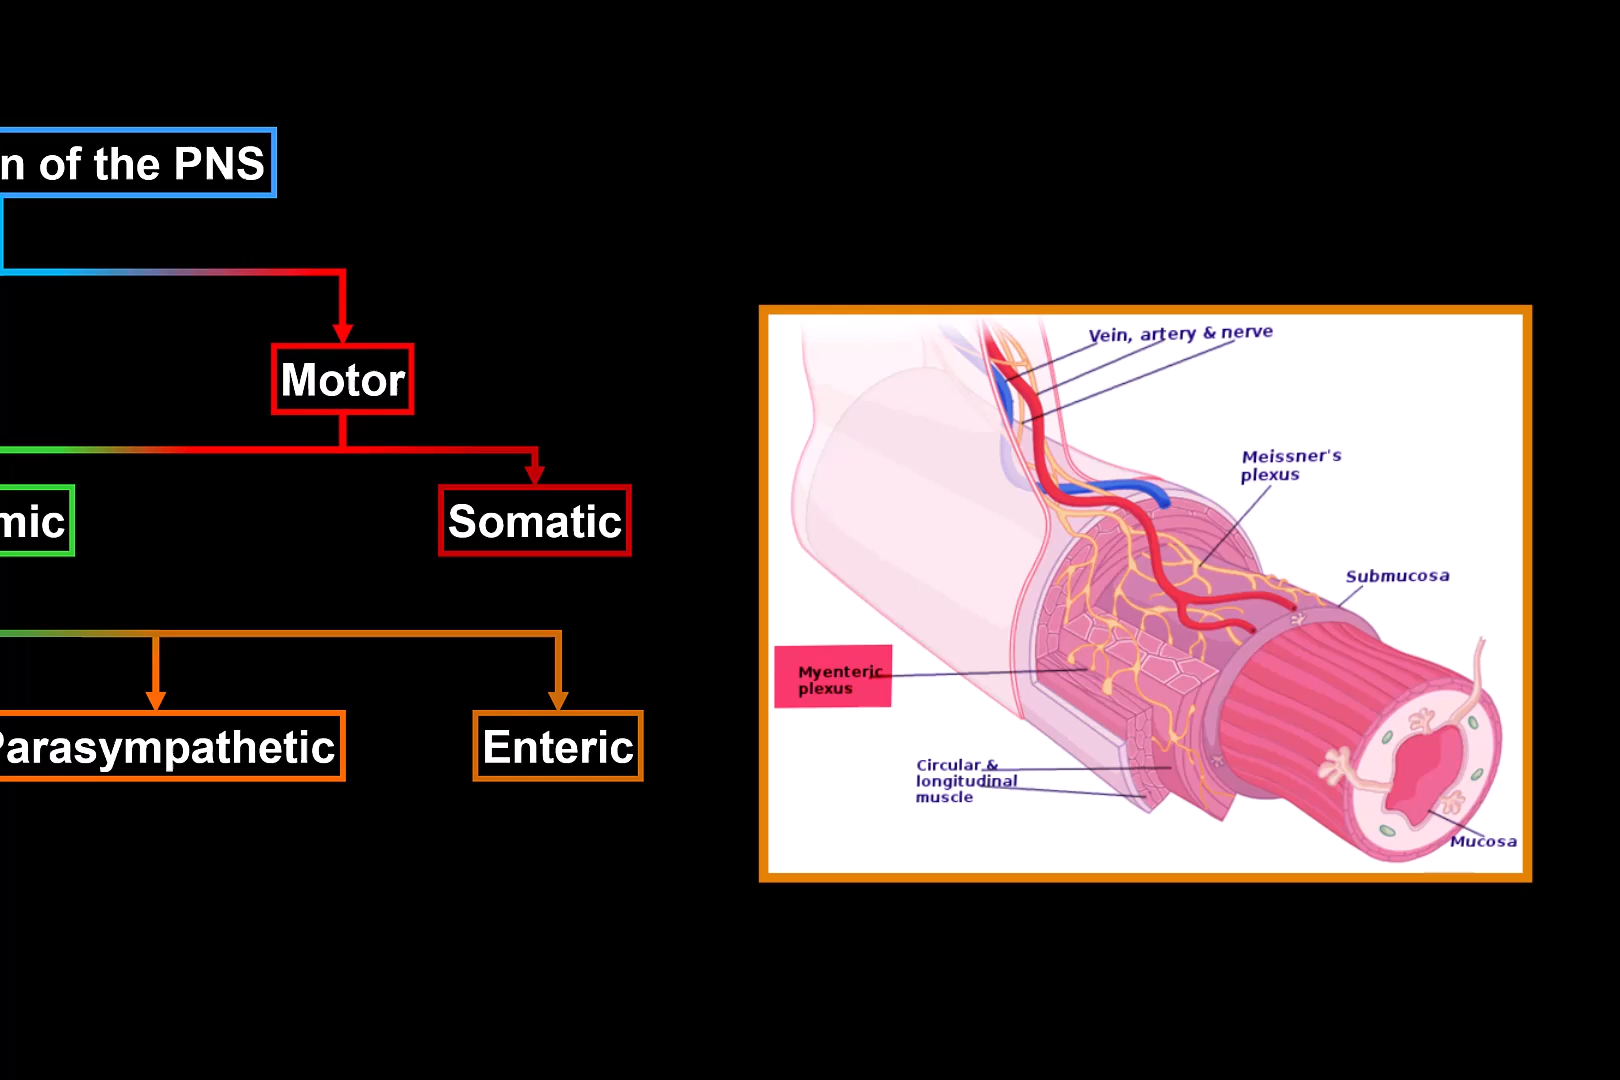 n of the PNS
Motor
mic
Somatic
Parasympathetic
Enteric
Vein, artery & nerve
Meissner's
plexus
Submucosa
Myenteric
plexus
Circular &
longitudinal
muscle
Mucosa